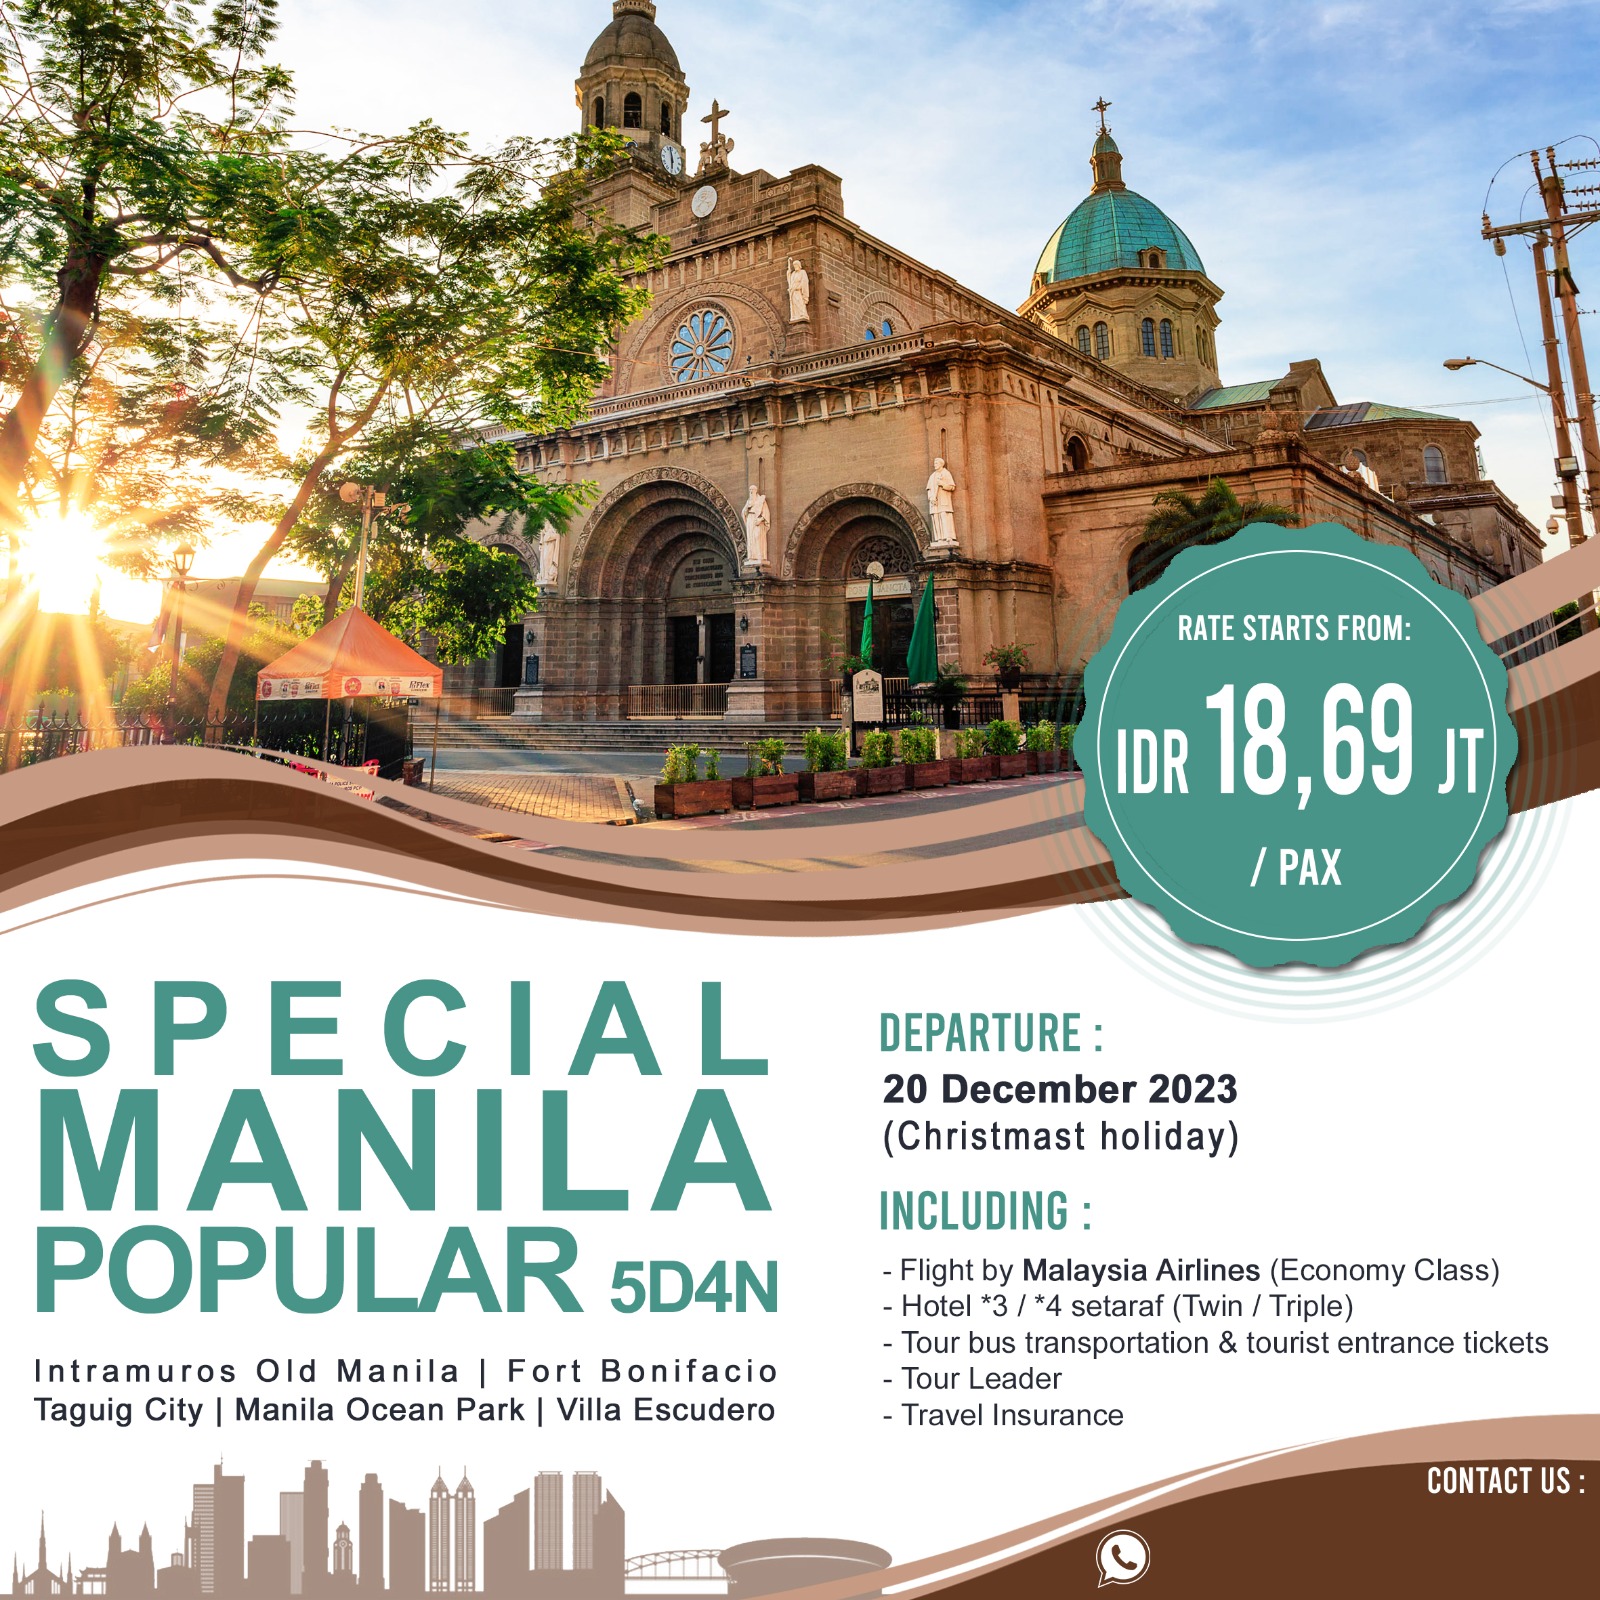 RATE STARTS FROM:
IDR 18,69 JT
/ PAX
SPECIAL
MANILA
POPULAR 5D4N
Intramuros Old Manila | Fort Bonifacio
Taguig City | Manila Ocean Park | Villa Escudero
DEPARTURE :
20 December 2023
(Christmast holiday)
INCLUDING :
- Flight by Malaysia Airlines (Economy Class)
- Hotel *3 / *4 setaraf (Twin / Triple)
- Tour bus transportation & tourist entrance tickets
- Tour Leader
- Travel Insurance
CONTACT US :